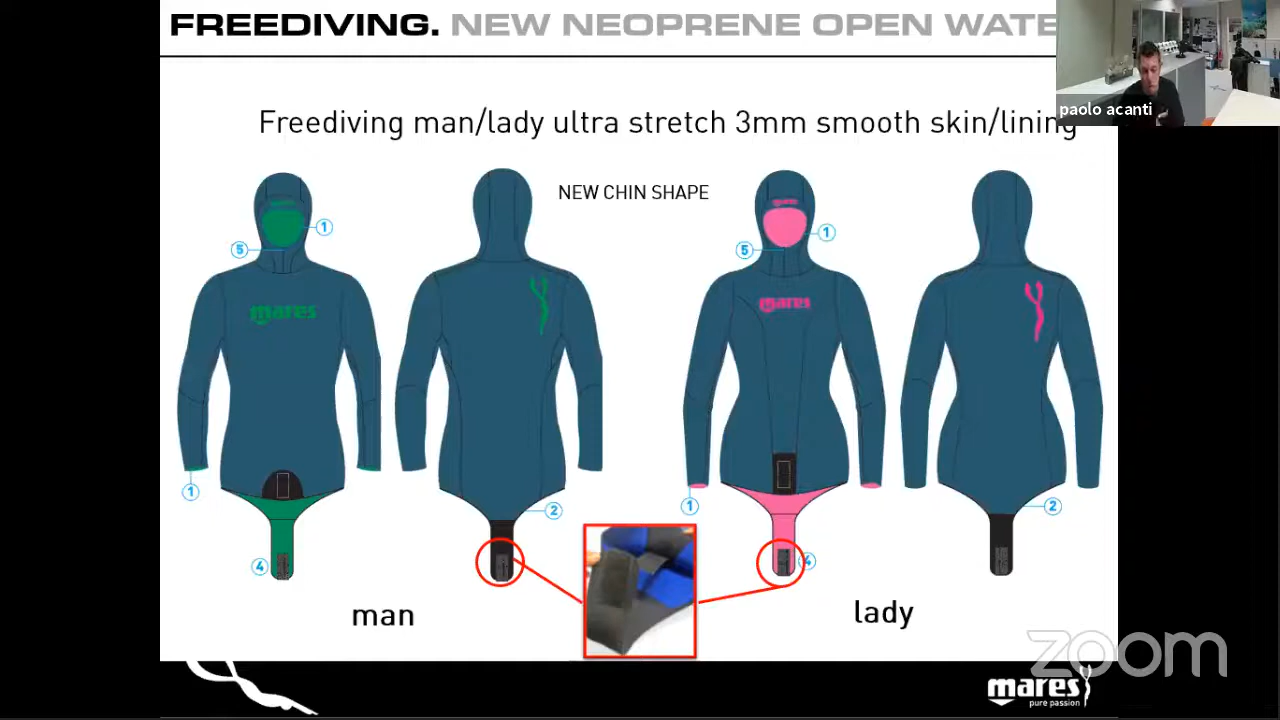 FREEDIVING. NEW NEOPRENE OPEN WATE
paolo acanti
Freediving man/lady ultra stretch 3mm smooth skin/lining
NEW CHIN SHAPE
1
5
1
5
mares
mares
1
2
1
2
4
4
man
lady
zoom
mares
pure passion